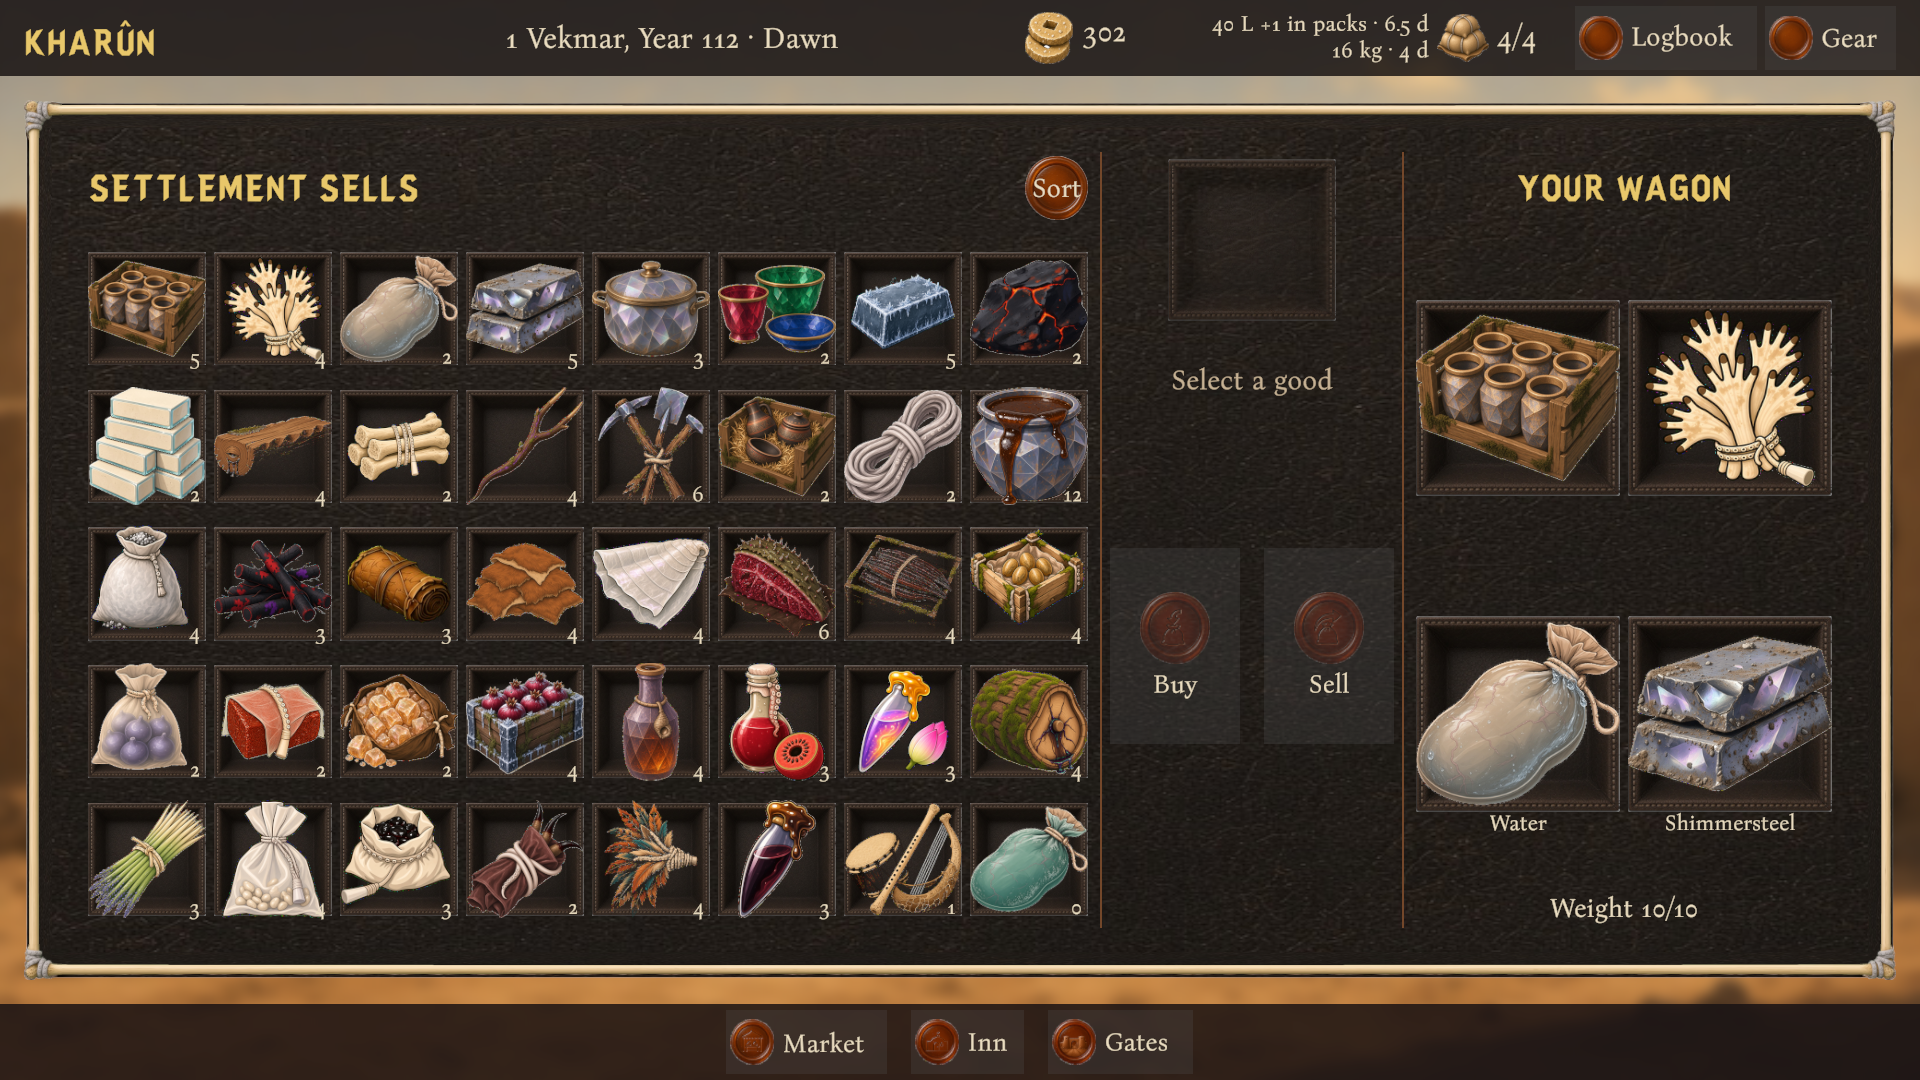 KHARÛN
1 Vekmar, Year 112 · Dawn
302
40 L +1 in packs · 6.5 d
16 kg · 4 d
4/4
Logbook
Gear
SETTLEMENT SELLS
Sort
5 4 2 5 3 2 5 2
2 4 2 4 6 2 2 12
4 3 3 4 4 6 4 4
2 2 2 4 4 3 3 4
3 4 3 2 4 3 1 0
Select a good
Buy
Sell
YOUR WAGON
Water
Shimmersteel
Weight 10/10
Market
Inn
Gates